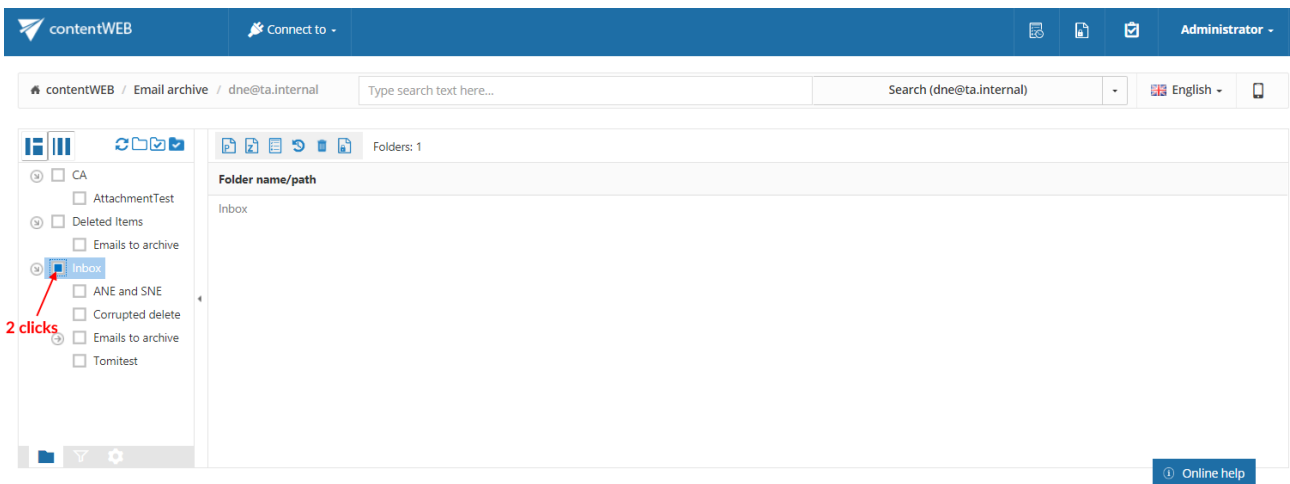 contentWEB Connect to Administrator
contentWEB / Email archive / dne@ta.internal Type search text here... Search (dne@ta.internal) English
Folders: 1
CA
AttachmentTest
Deleted Items
Emails to archive
Inbox
ANE and SNE
Corrupted delete
Emails to archive
Tomitest
2 clicks
Folder name/path
Inbox
Online help